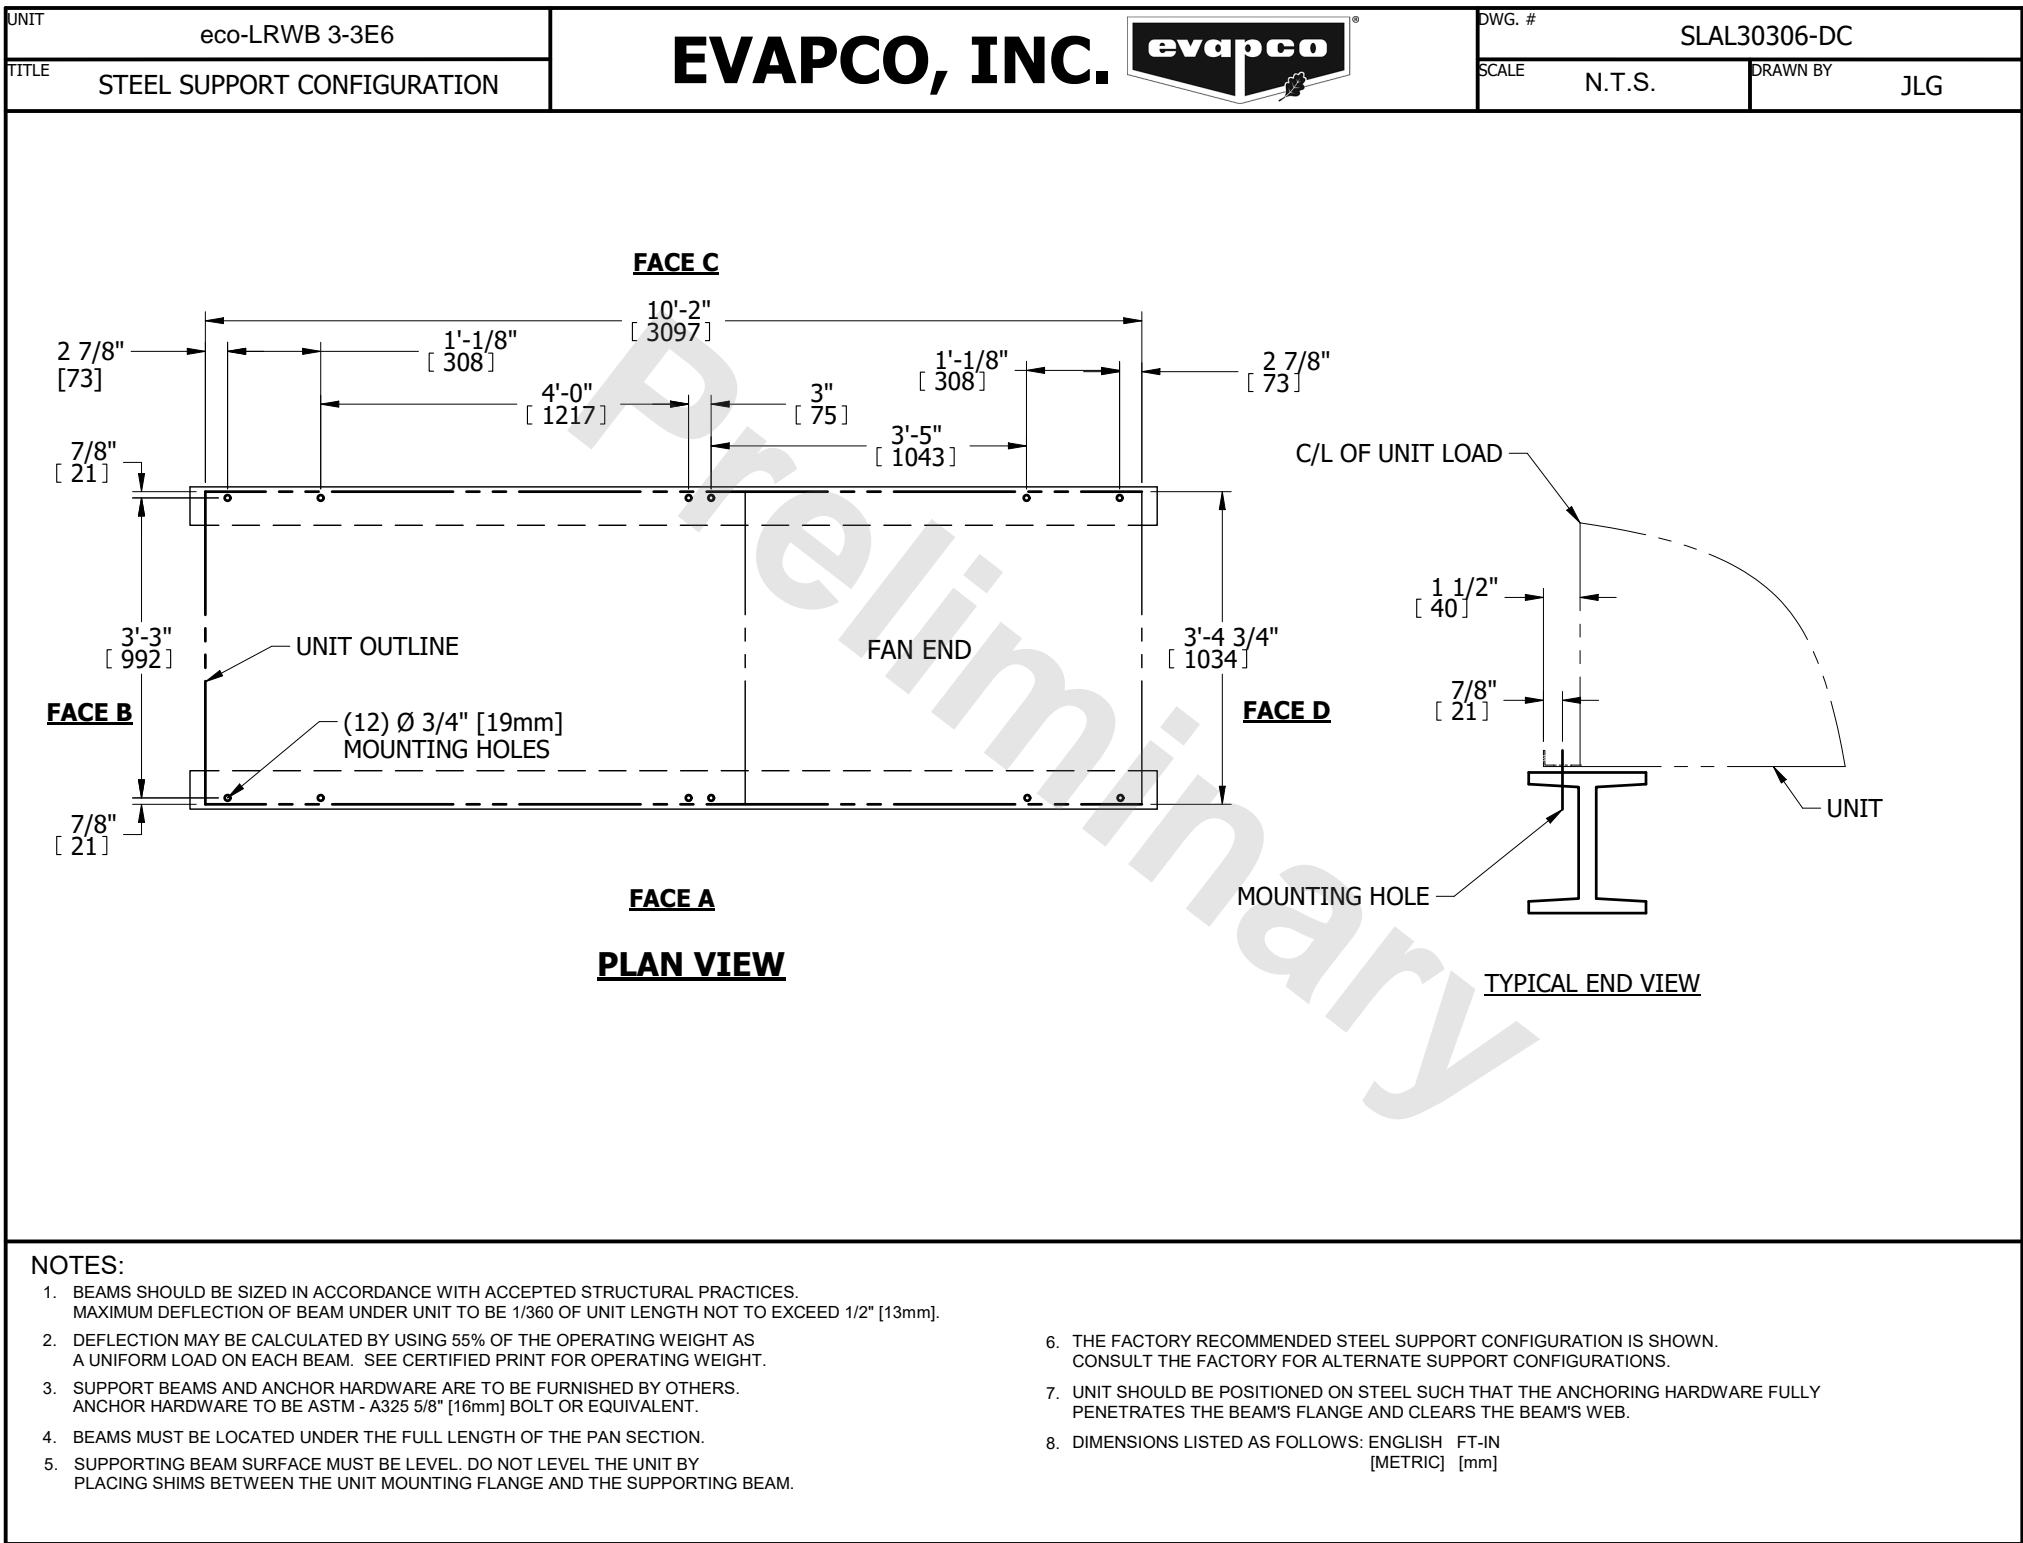 UNIT
eco-LRWB 3-3E6
TITLE
STEEL SUPPORT CONFIGURATION
EVAPCO, INC.
evapco
®
DWG. #
SLAL30306-DC
SCALE
N.T.S.
DRAWN BY
JLG
FACE C
10'-2"
[ 3097]
2 7/8"
[73]
1'-1/8"
[ 308]
1'-1/8"
[ 308]
2 7/8"
[ 73]
4'-0"
[ 1217]
3"
[ 75]
3'-5"
[ 1043]
7/8"
[ 21]
3'-3"
[ 992]
UNIT OUTLINE
FAN END
3'-4 3/4"
[ 1034]
FACE B
(12) Ø 3/4" [19mm]
MOUNTING HOLES
FACE D
7/8"
[ 21]
FACE A
PLAN VIEW
C/L OF UNIT LOAD
1 1/2"
[ 40]
7/8"
[ 21]
UNIT
MOUNTING HOLE
TYPICAL END VIEW
Preliminary
NOTES:
1. BEAMS SHOULD BE SIZED IN ACCORDANCE WITH ACCEPTED STRUCTURAL PRACTICES.
MAXIMUM DEFLECTION OF BEAM UNDER UNIT TO BE 1/360 OF UNIT LENGTH NOT TO EXCEED 1/2" [13mm].
2. DEFLECTION MAY BE CALCULATED BY USING 55% OF THE OPERATING WEIGHT AS
A UNIFORM LOAD ON EACH BEAM. SEE CERTIFIED PRINT FOR OPERATING WEIGHT.
3. SUPPORT BEAMS AND ANCHOR HARDWARE ARE TO BE FURNISHED BY OTHERS.
ANCHOR HARDWARE TO BE ASTM - A325 5/8" [16mm] BOLT OR EQUIVALENT.
4. BEAMS MUST BE LOCATED UNDER THE FULL LENGTH OF THE PAN SECTION.
5. SUPPORTING BEAM SURFACE MUST BE LEVEL. DO NOT LEVEL THE UNIT BY
PLACING SHIMS BETWEEN THE UNIT MOUNTING FLANGE AND THE SUPPORTING BEAM.
6. THE FACTORY RECOMMENDED STEEL SUPPORT CONFIGURATION IS SHOWN.
CONSULT THE FACTORY FOR ALTERNATE SUPPORT CONFIGURATIONS.
7. UNIT SHOULD BE POSITIONED ON STEEL SUCH THAT THE ANCHORING HARDWARE FULLY
PENETRATES THE BEAM'S FLANGE AND CLEARS THE BEAM'S WEB.
8. DIMENSIONS LISTED AS FOLLOWS: ENGLISH FT-IN
[METRIC] [mm]